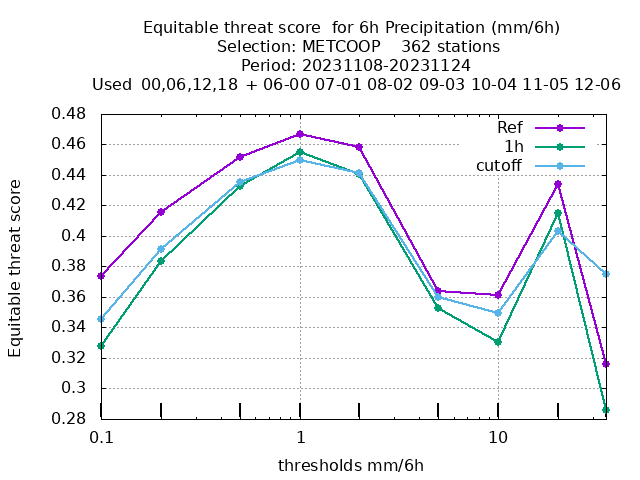 Equitable threat score  for 6h Precipitation (mm/6h)
Selection: METCOOP    362 stations
Period: 20231108-20231124
Used  00,06,12,18  + 06-00 07-01 08-02 09-03 10-04 11-05 12-06
0.48
0.46
0.44
0.42
0.4
0.38
0.36
0.34
0.32
0.3
0.28
Equitable threat score
Ref
1h
cutoff
0.1
1
10
thresholds mm/6h